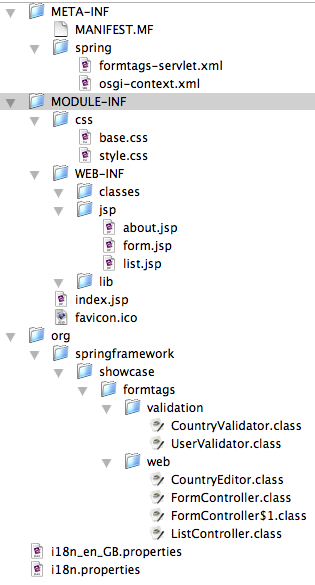 META-INF
MANIFEST.MF
spring
formtags-servlet.xml
osgi-context.xml
MODULE-INF
css
base.css
style.css
WEB-INF
classes
jsp
about.jsp
form.jsp
list.jsp
lib
index.jsp
favicon.ico
org
springframework
showcase
formtags
validation
CountryValidator.class
UserValidator.class
web
CountryEditor.class
FormController.class
FormController$1.class
ListController.class
i18n_en_GB.properties
i18n.properties